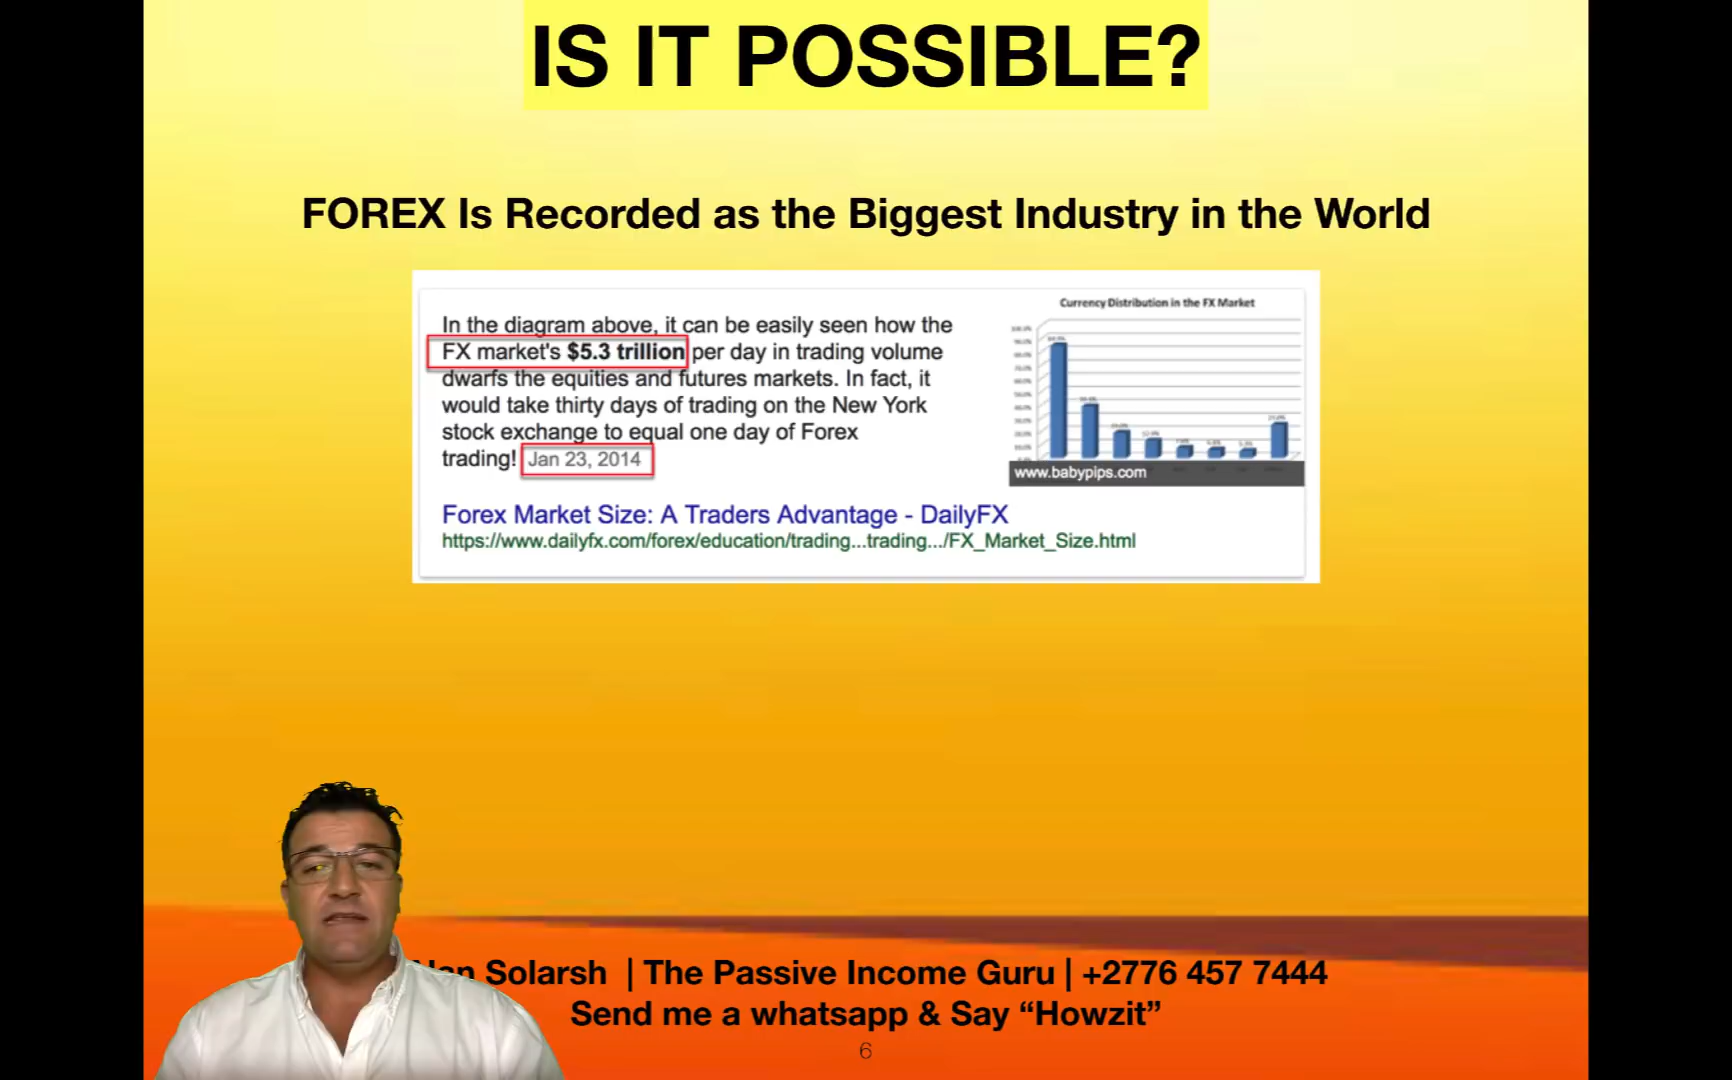 IS IT POSSIBLE?
FOREX Is Recorded as the Biggest Industry in the World
In the diagram above, it can be easily seen how the
FX market's $5.3 trillion per day in trading volume
dwarfs the equities and futures markets. In fact, it
would take thirty days of trading on the New York
stock exchange to equal one day of Forex
trading! Jan 23, 2014
Currency Distribution in the FX Market
www.babypips.com
Forex Market Size: A Traders Advantage - DailyFX
https://www.dailyfx.com/forex/education/trading...trading.../FX_Market_Size.html
Solarsh | The Passive Income Guru | +2776 457 7444
Send me a whatsapp & Say “Howzit”
6